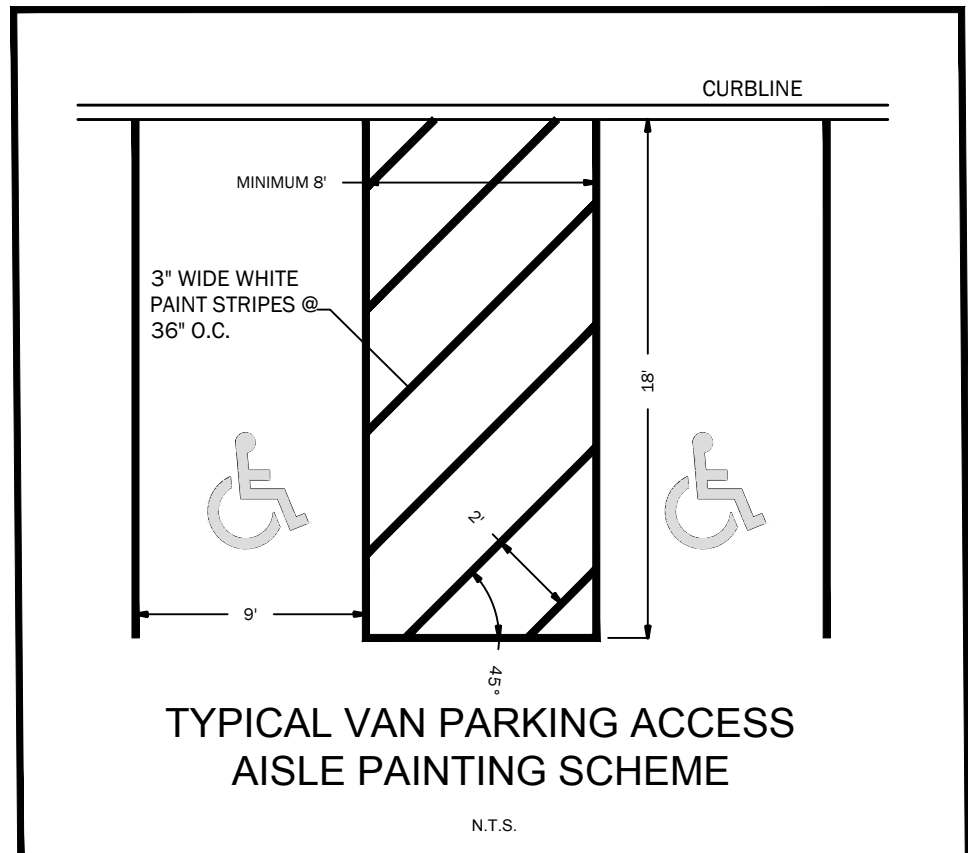 CURBLINE
MINIMUM 8'
3" WIDE WHITE
PAINT STRIPES @
36" O.C.
18'
2'
9'
45°
TYPICAL VAN PARKING ACCESS
AISLE PAINTING SCHEME
N.T.S.